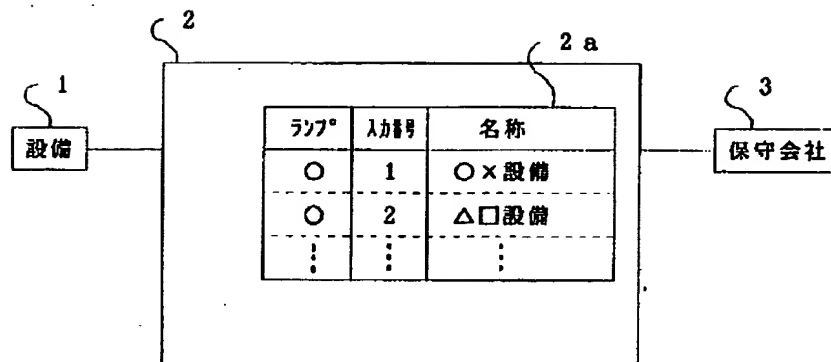 2
2a
1
3
設備
保守会社
ランプ 入力番号 名称
○ 1 ○×設備
○ 2 △□設備